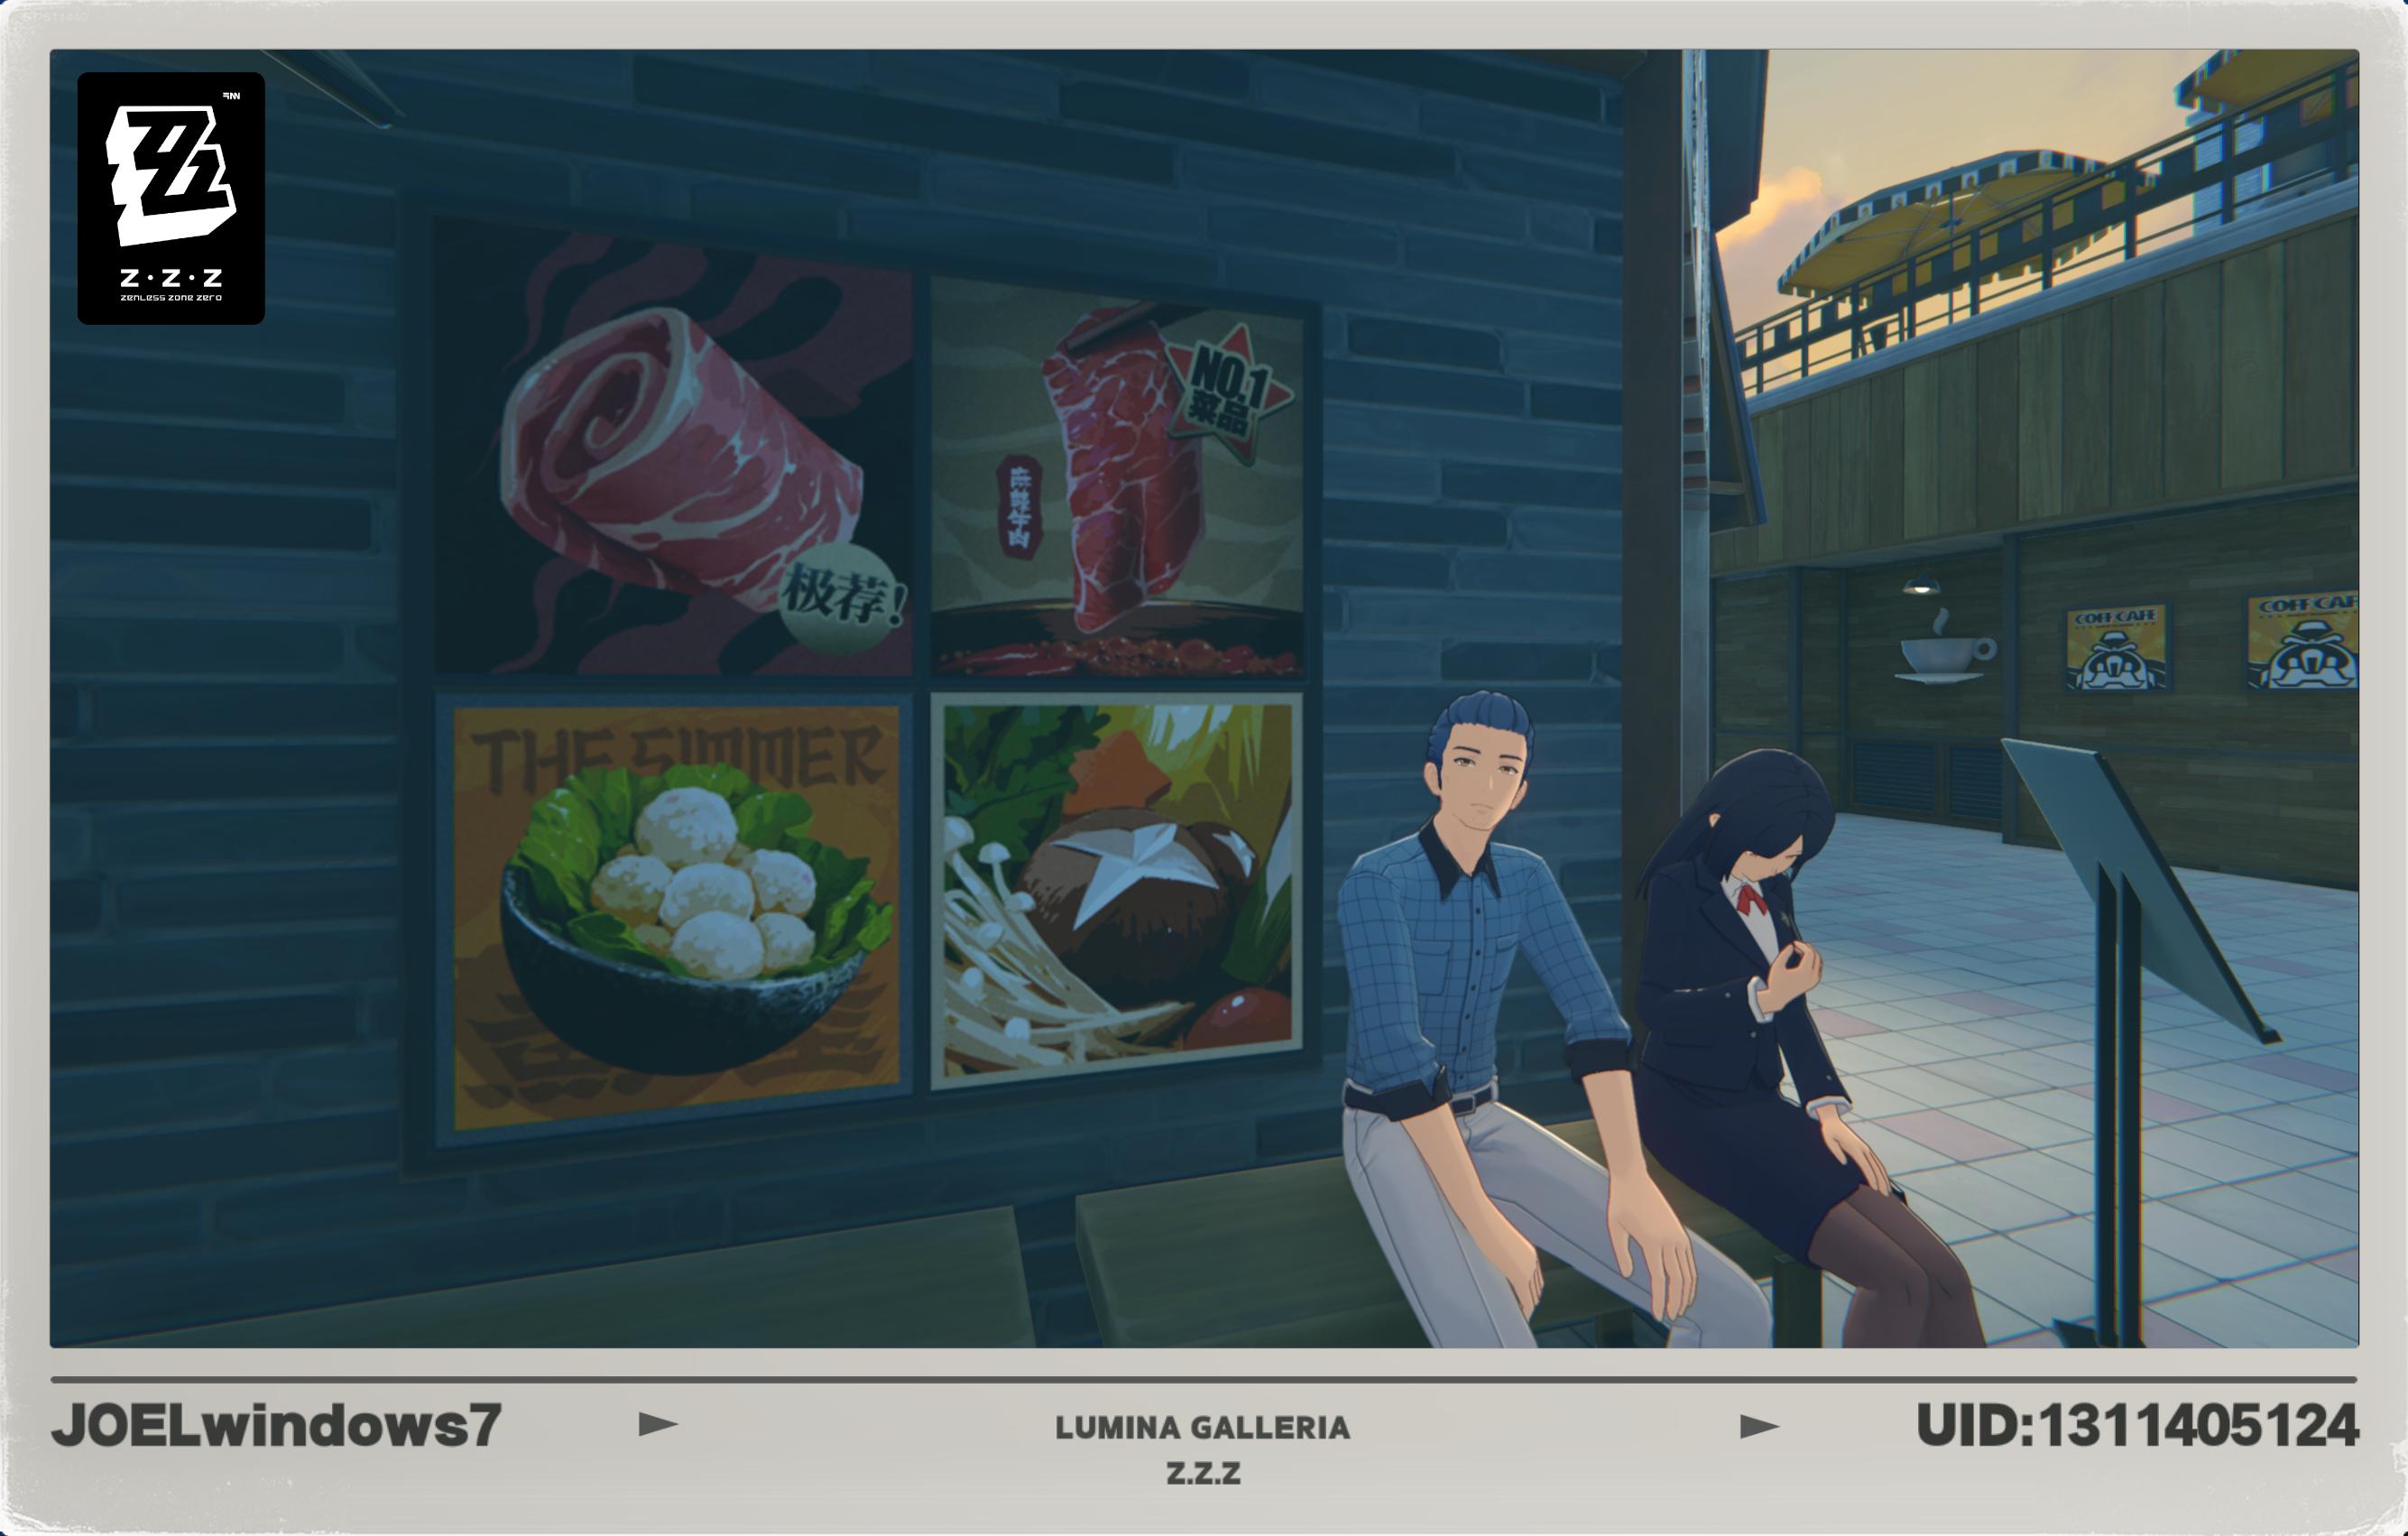 Z·Z·Z
ZENLESS ZONE ZERO
NO.1
菜品
麻辣牛肉
极荐!
THE SIMMER
COFF CAFE
COFF CAF
JOELwindows7
LUMINA GALLERIA
Z.Z.Z
UID:1311405124